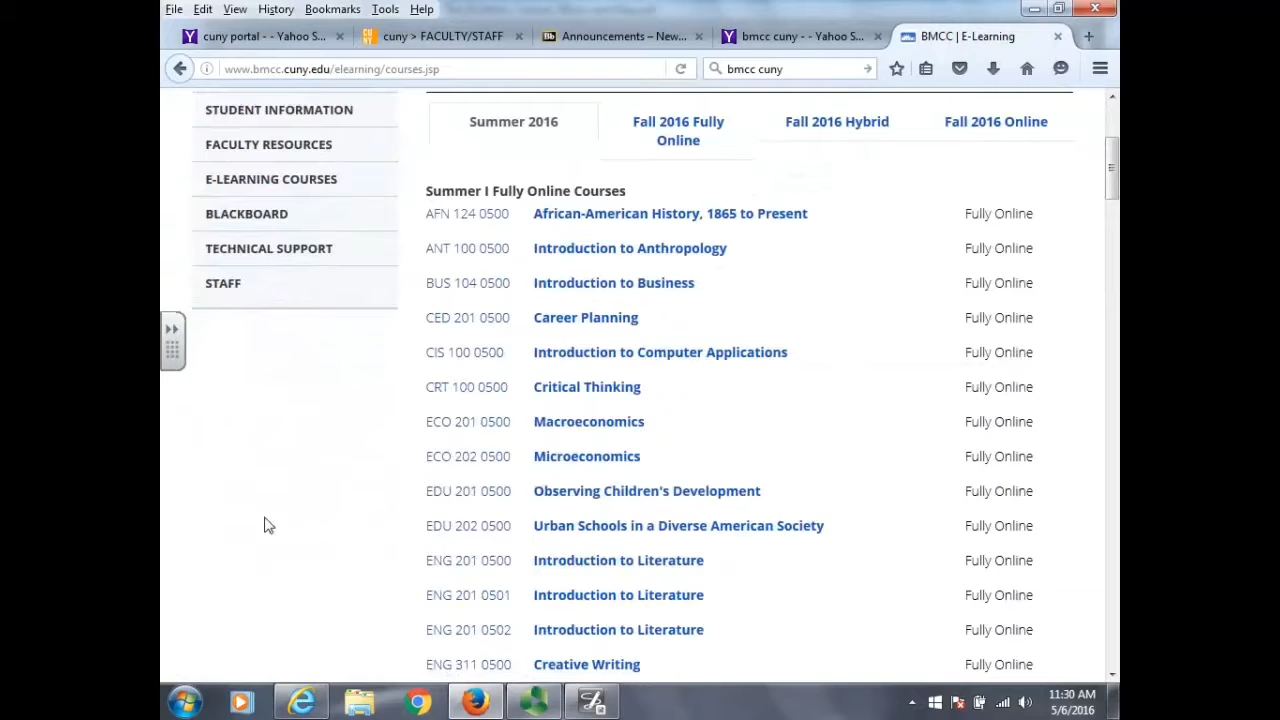 File Edit View History Bookmarks Tools Help
cuny portal - - Yahoo S...
cuny > FACULTY/STAFF
Announcements – New...
bmcc cuny - - Yahoo S...
BMCC | E-Learning
www.bmcc.cuny.edu/elearning/courses.jsp
bmcc cuny
STUDENT INFORMATION
FACULTY RESOURCES
E-LEARNING COURSES
BLACKBOARD
TECHNICAL SUPPORT
STAFF
Summer 2016
Fall 2016 Fully
Online
Fall 2016 Hybrid
Fall 2016 Online
Summer I Fully Online Courses
AFN 124 0500 African-American History, 1865 to Present Fully Online
ANT 100 0500 Introduction to Anthropology Fully Online
BUS 104 0500 Introduction to Business Fully Online
CED 201 0500 Career Planning Fully Online
CIS 100 0500 Introduction to Computer Applications Fully Online
CRT 100 0500 Critical Thinking Fully Online
ECO 201 0500 Macroeconomics Fully Online
ECO 202 0500 Microeconomics Fully Online
EDU 201 0500 Observing Children's Development Fully Online
EDU 202 0500 Urban Schools in a Diverse American Society Fully Online
ENG 201 0500 Introduction to Literature Fully Online
ENG 201 0501 Introduction to Literature Fully Online
ENG 201 0502 Introduction to Literature Fully Online
ENG 311 0500 Creative Writing Fully Online
11:30 AM
5/6/2016